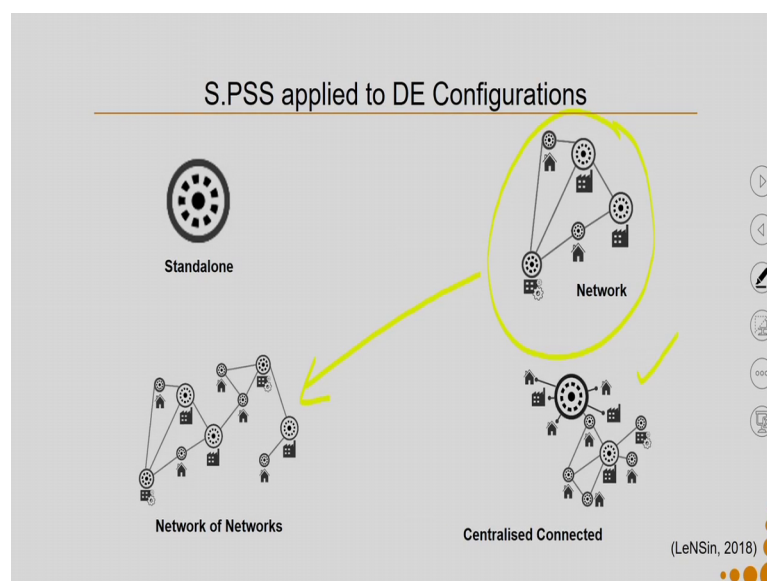 S.PSS applied to DE Configurations
Standalone
Network
Network of Networks
Centralised Connected
(LeNSin, 2018)